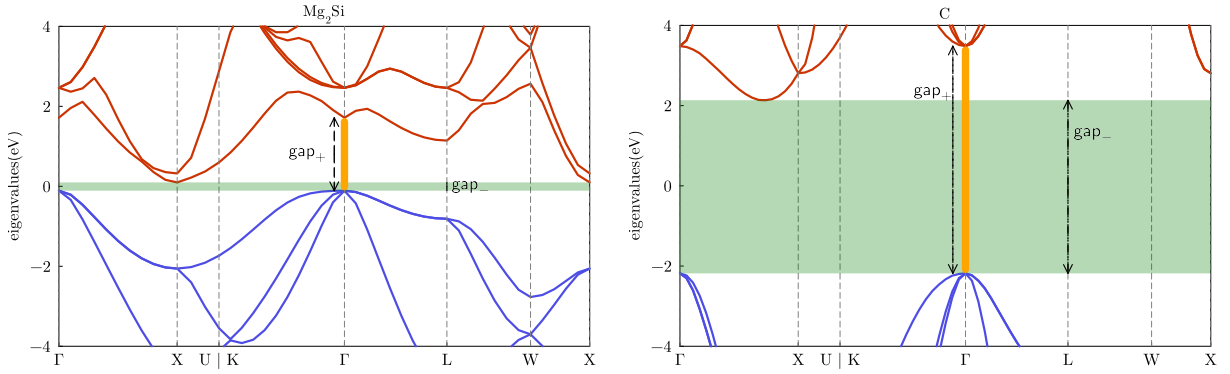 Mg2Si
eigenvalues(eV)
4
2
0
−2
−4
gap+
gap−
Γ X U | K Γ L W X
C
eigenvalues(eV)
4
2
0
−2
−4
gap+
gap−
Γ X U | K Γ L W X